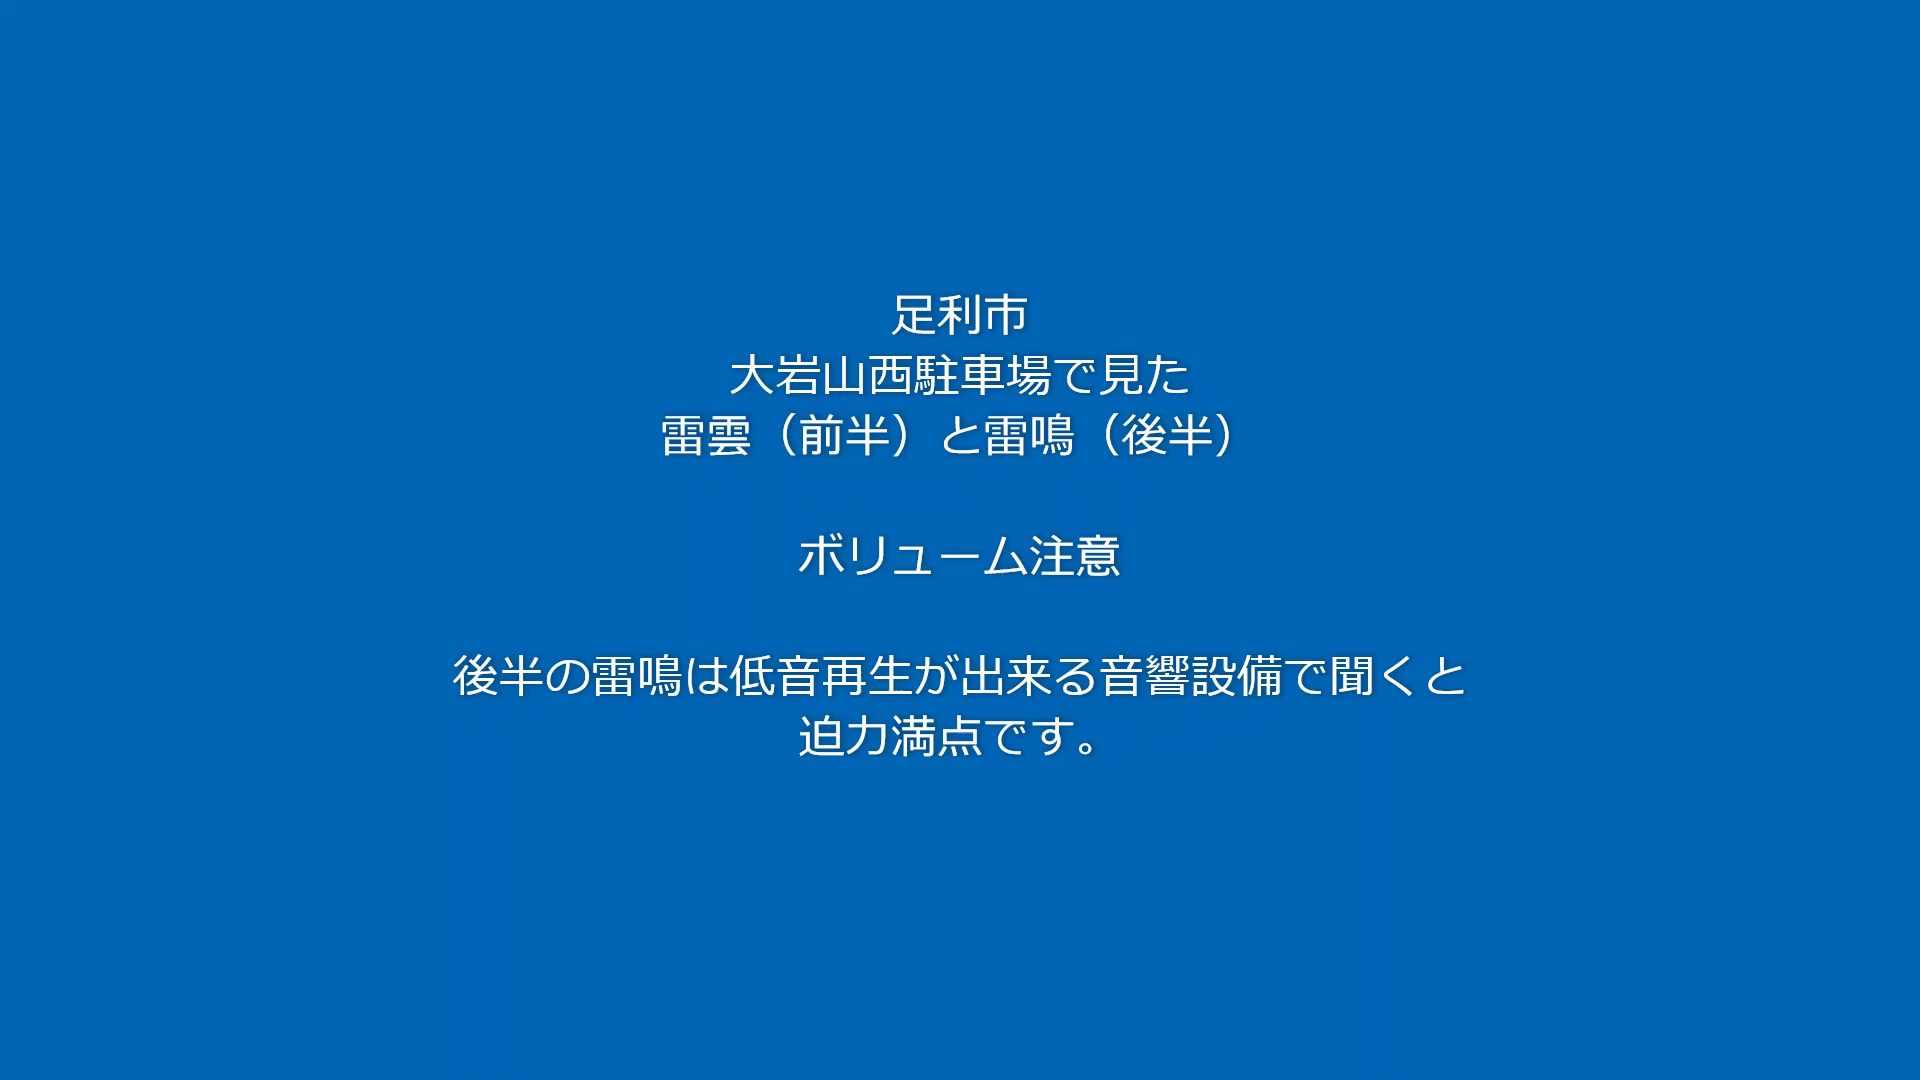 足利市
大岩山西駐車場で見た
雷雲（前半）と雷鳴（後半）
ボリューム注意
後半の雷鳴は低音再生が出来る音響設備で聞くと
迫力満点です。